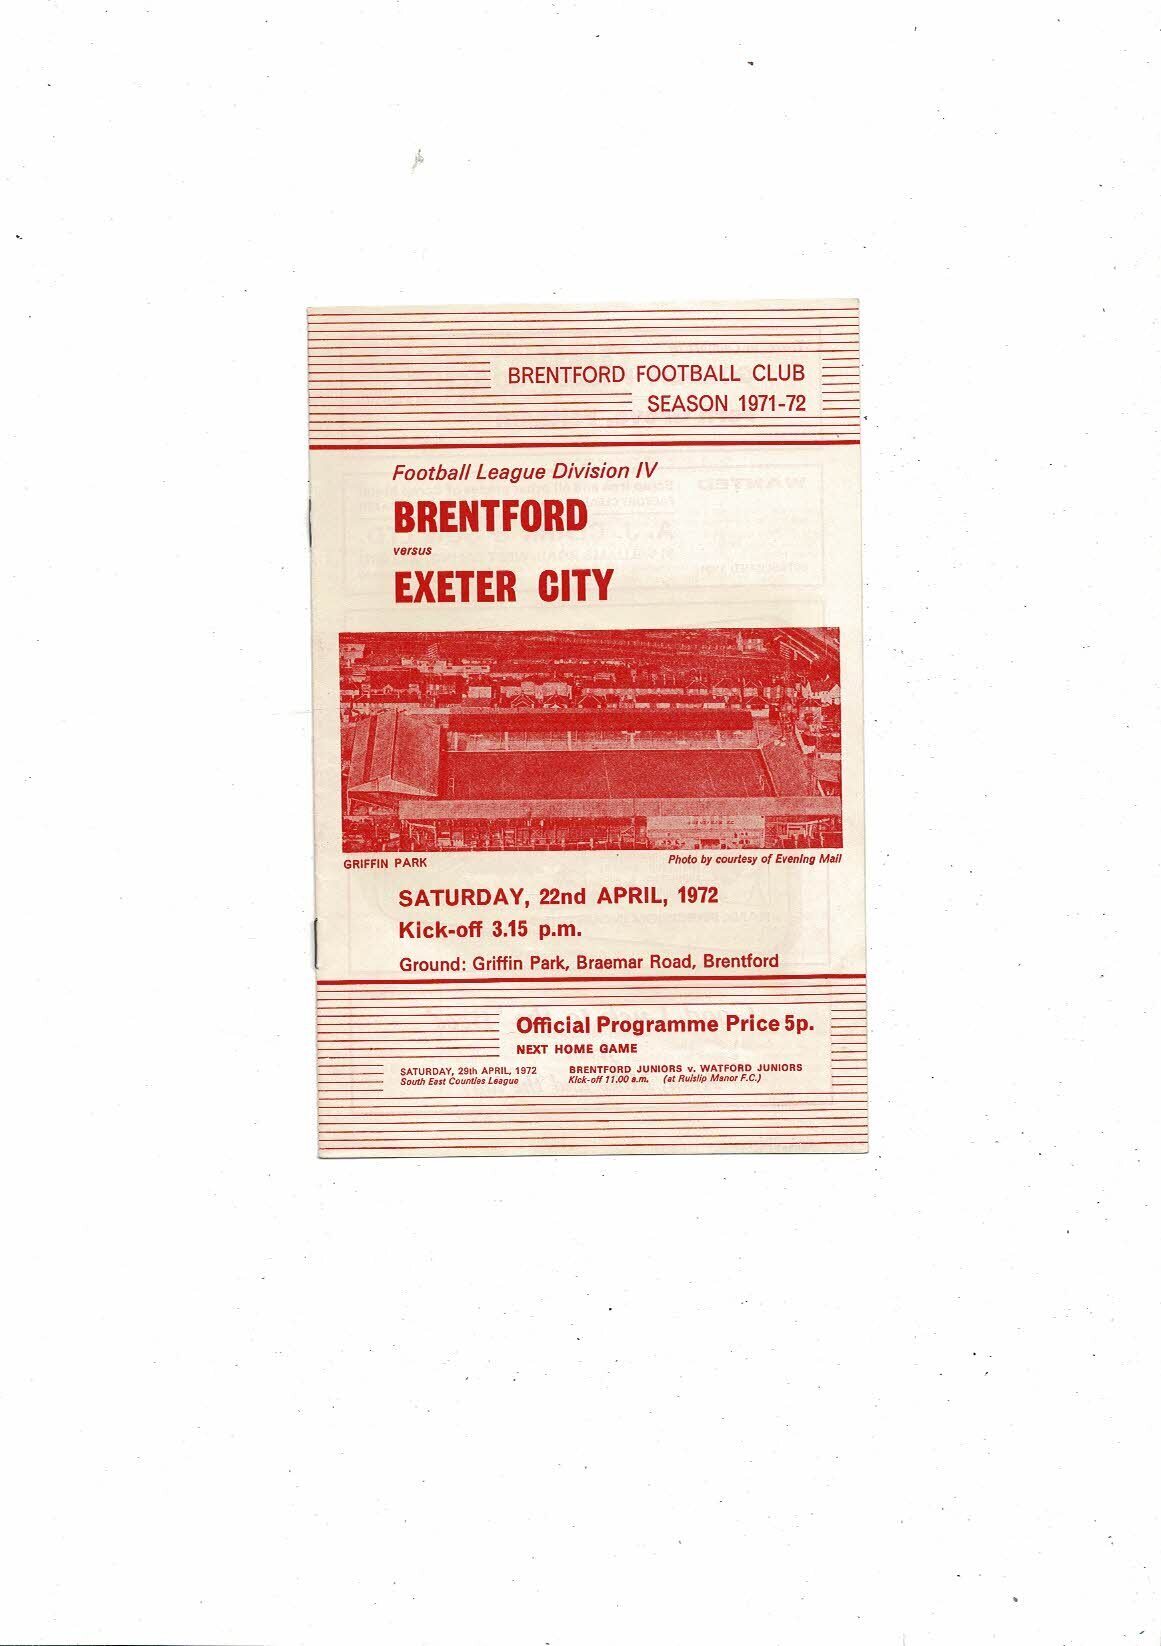 BRENTFORD FOOTBALL CLUB
SEASON 1971-72
Football League Division IV
BRENTFORD
versus
EXETER CITY
GRIFFIN PARK
Photo by courtesy of Evening Mail
SATURDAY, 22nd APRIL, 1972
Kick-off 3.15 p.m.
Ground: Griffin Park, Braemar Road, Brentford
Official Programme Price 5p.
NEXT HOME GAME
SATURDAY, 29th APRIL, 1972 BRENTFORD JUNIORS v. WATFORD JUNIORS
South East Counties League Kick-off 11.00 a.m. (at Ruislip Manor F.C.)